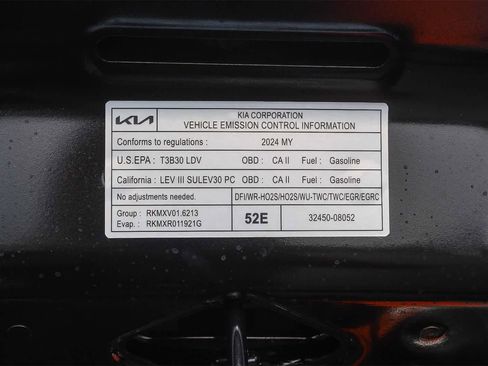 KIA
KIA CORPORATION
VEHICLE EMISSION CONTROL INFORMATION
Conforms to regulations : 2024 MY
U.S.EPA : T3B30 LDV OBD : CA II Fuel : Gasoline
California : LEV III SULEV30 PC OBD : CA II Fuel : Gasoline
No adjustments needed. DFI/WR-HO2S/HO2S/WU-TWC/TWC/EGR/EGRC
Group : RKMXV01.6213
Evap. : RKMXR011921G
52E
32450-08052